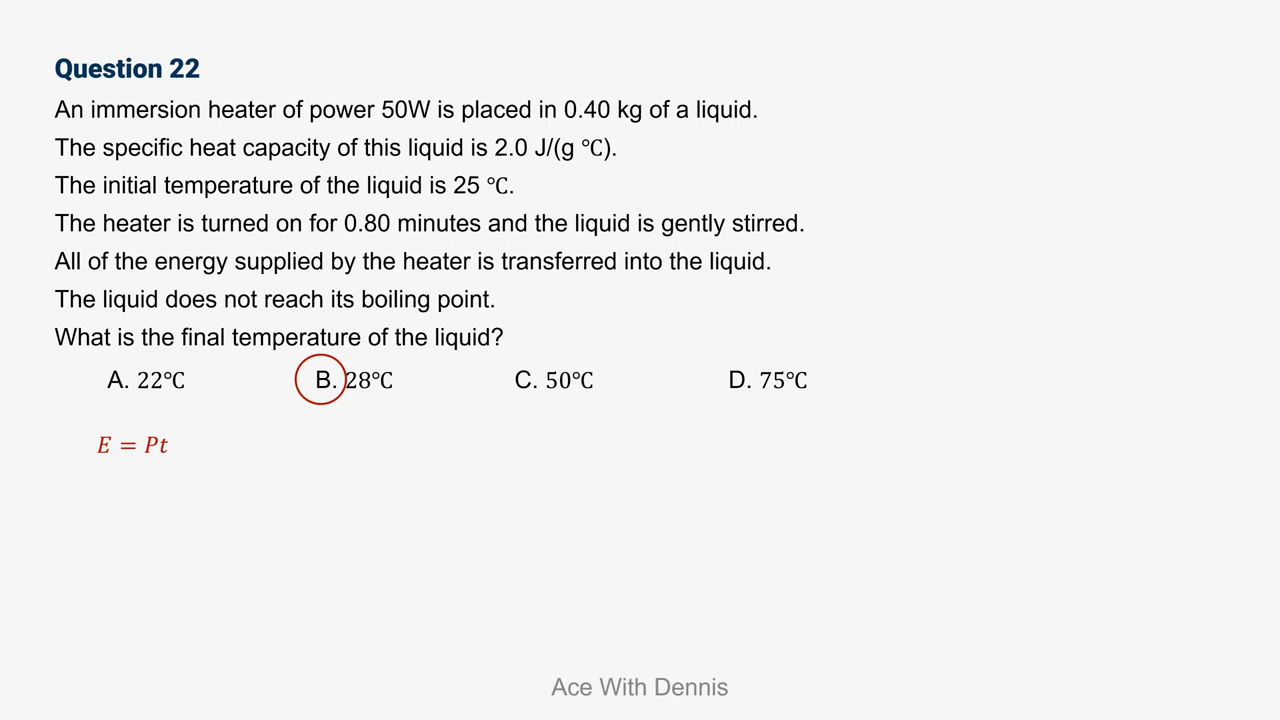 Question 22
An immersion heater of power 50W is placed in 0.40 kg of a liquid.
The specific heat capacity of this liquid is 2.0 J/(g ℃).
The initial temperature of the liquid is 25 ℃.
The heater is turned on for 0.80 minutes and the liquid is gently stirred.
All of the energy supplied by the heater is transferred into the liquid.
The liquid does not reach its boiling point.
What is the final temperature of the liquid?
A. 22℃ B. 28℃ C. 50℃ D. 75℃
E = Pt
Ace With Dennis